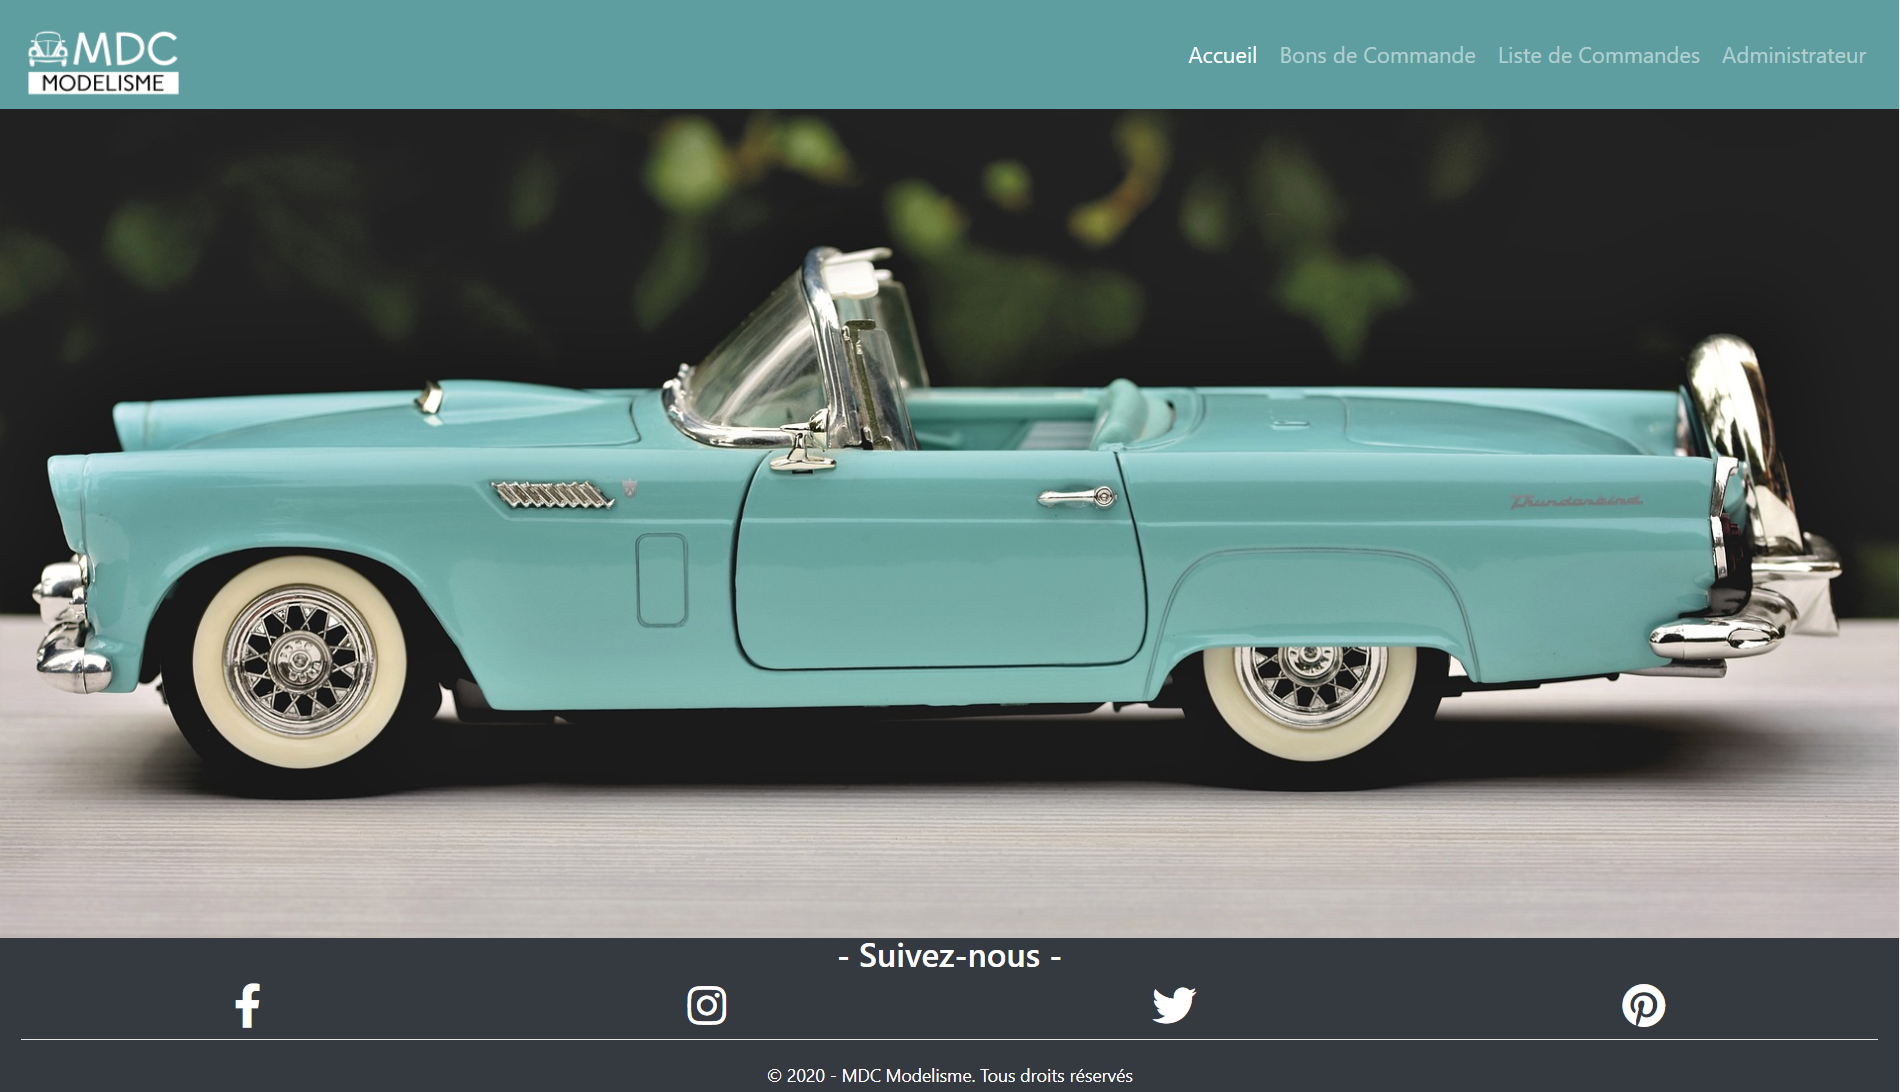 MDC
MODELISME
Accueil Bons de Commande Liste de Commandes Administrateur
Thunderbird
- Suivez-nous -
© 2020 - MDC Modelisme. Tous droits réservés